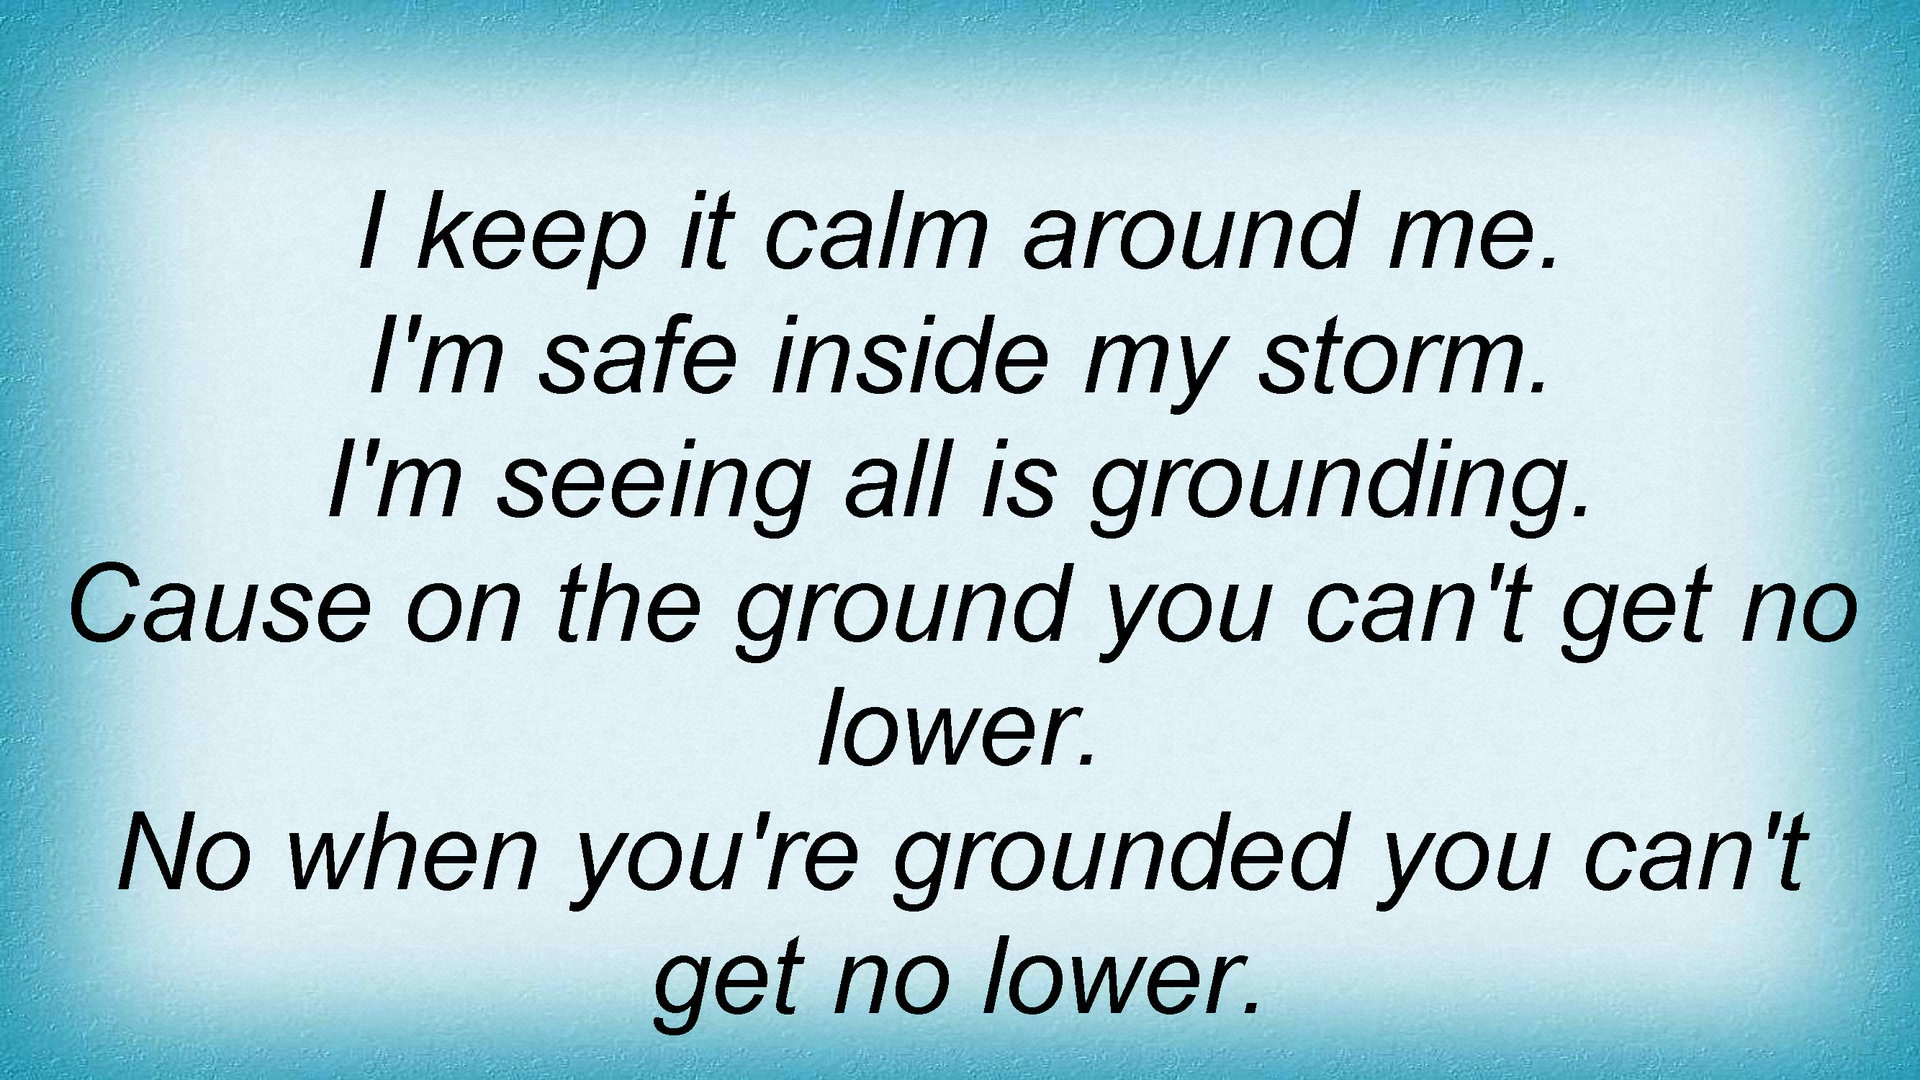 I keep it calm around me.
I'm safe inside my storm.
I'm seeing all is grounding.
Cause on the ground you can't get no
lower.
No when you're grounded you can't
get no lower.